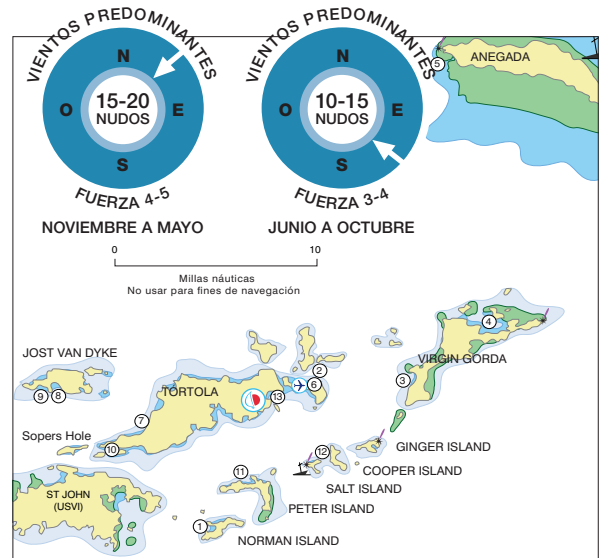 VIENTOS PREDOMINANTES
N
O
E
S
15-20
NUDOS
FUERZA 4-5
NOVIEMBRE A MAYO
VIENTOS PREDOMINANTES
N
O
E
S
10-15
NUDOS
FUERZA 3-4
JUNIO A OCTUBRE
0 10
Millas náuticas
No usar para fines de navegación
ANEGADA
5
4
VIRGIN GORDA
3
JOST VAN DYKE
9 8
TORTOLA
2
6
13
7
Sopers Hole
10
GINGER ISLAND
12
COOPER ISLAND
SALT ISLAND
11
PETER ISLAND
ST JOHN
(USVI)
1
NORMAN ISLAND